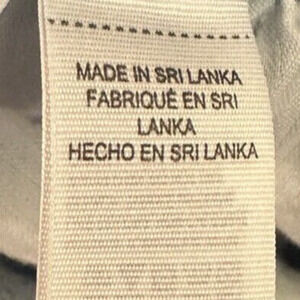 MADE IN SRI LANKA
FABRIQUÉ EN SRI
LANKA
HECHO EN SRI LANKA